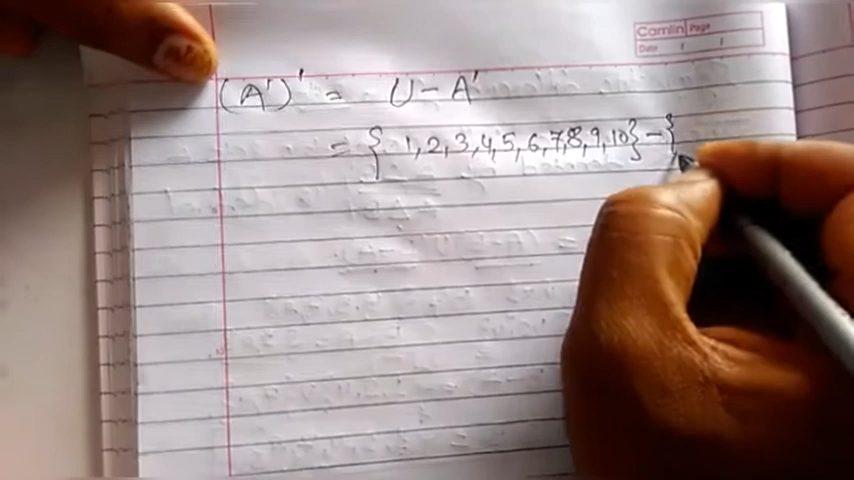 Camlin Page
Date
(A')' = U - A'
= { 1,2,3,4,5,6,7,8,9,10} - {